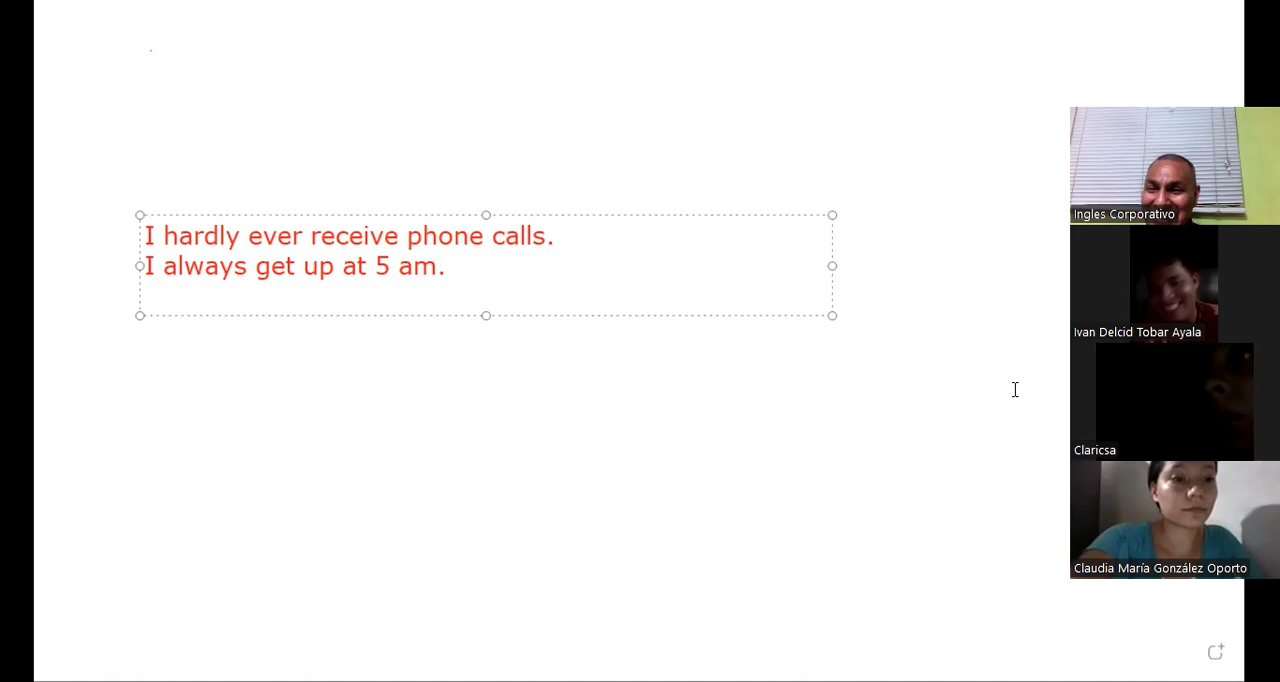 I hardly ever receive phone calls.
I always get up at 5 am.
Ingles Corporativo
Ivan Delcid Tobar Ayala
Claricsa
Claudia María González Oporto